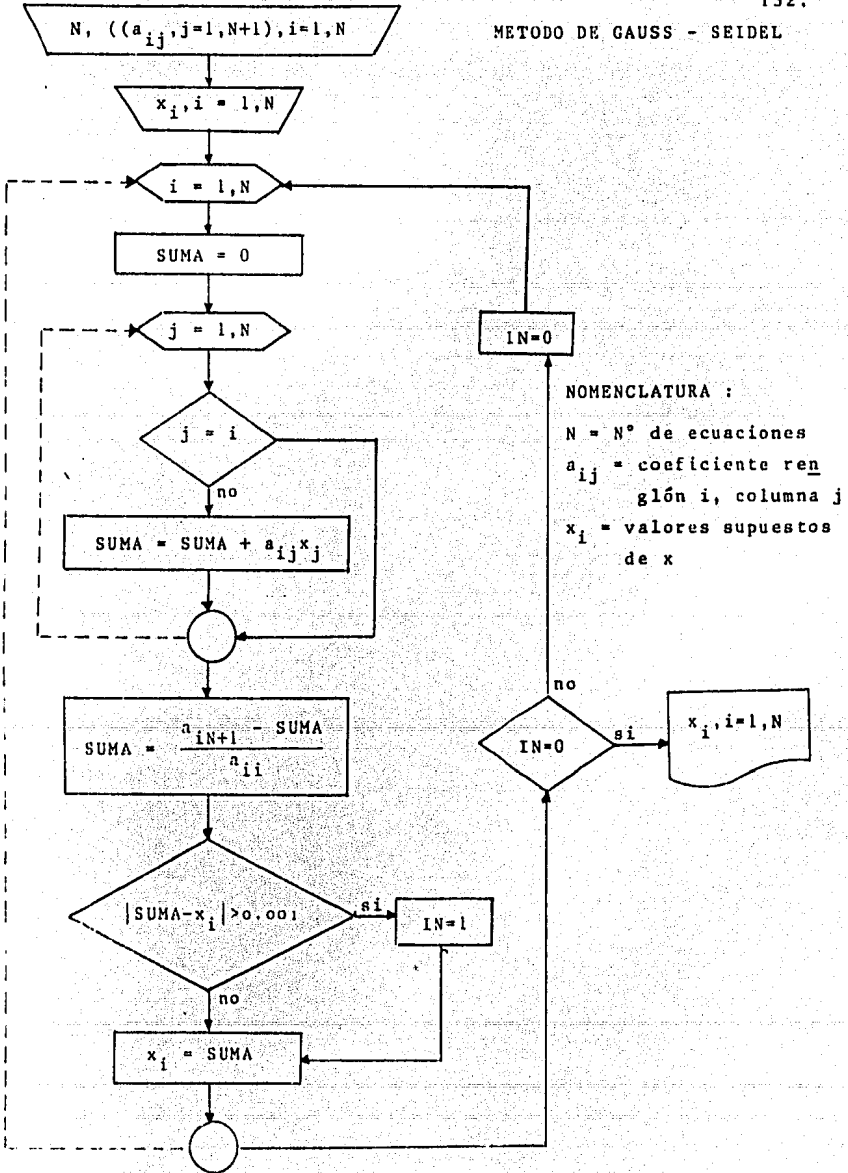 132.
METODO DE GAUSS - SEIDEL
N, ((a_ij,j=1,N+1),i=1,N
x_i,i = 1,N
i = 1,N
SUMA = 0
j = 1,N
j = i
no
SUMA = SUMA + a_ij x_j
SUMA = a_iN+1 - SUMA
a_ii
|SUMA-x_i|>0.001
si
IN=1
no
x_i = SUMA
IN=0
NOMENCLATURA :
N = N° de ecuaciones
a_ij = coeficiente ren
glón i, columna j
x_i = valores supuestos
de x
no
IN=0
si
x_i,i=1,N